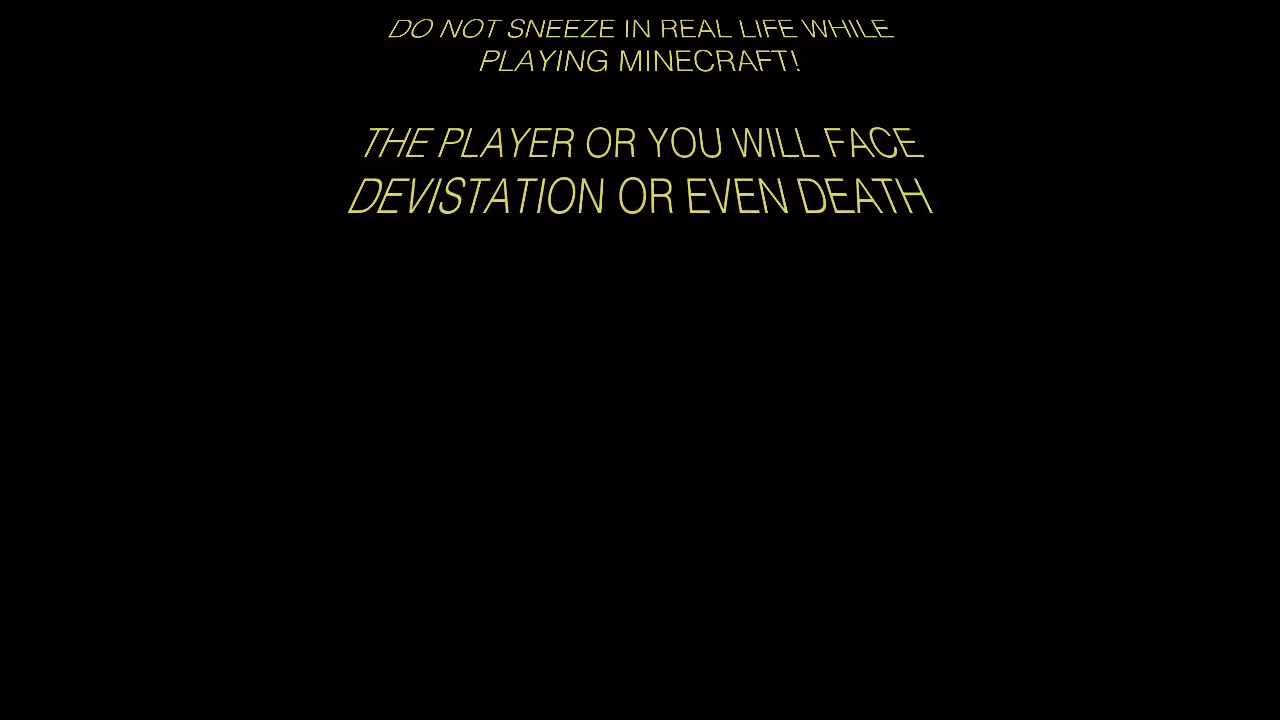 DO NOT SNEEZE IN REAL LIFE WHILE
PLAYING MINECRAFT!
THE PLAYER OR YOU WILL FACE
DEVISTATION OR EVEN DEATH